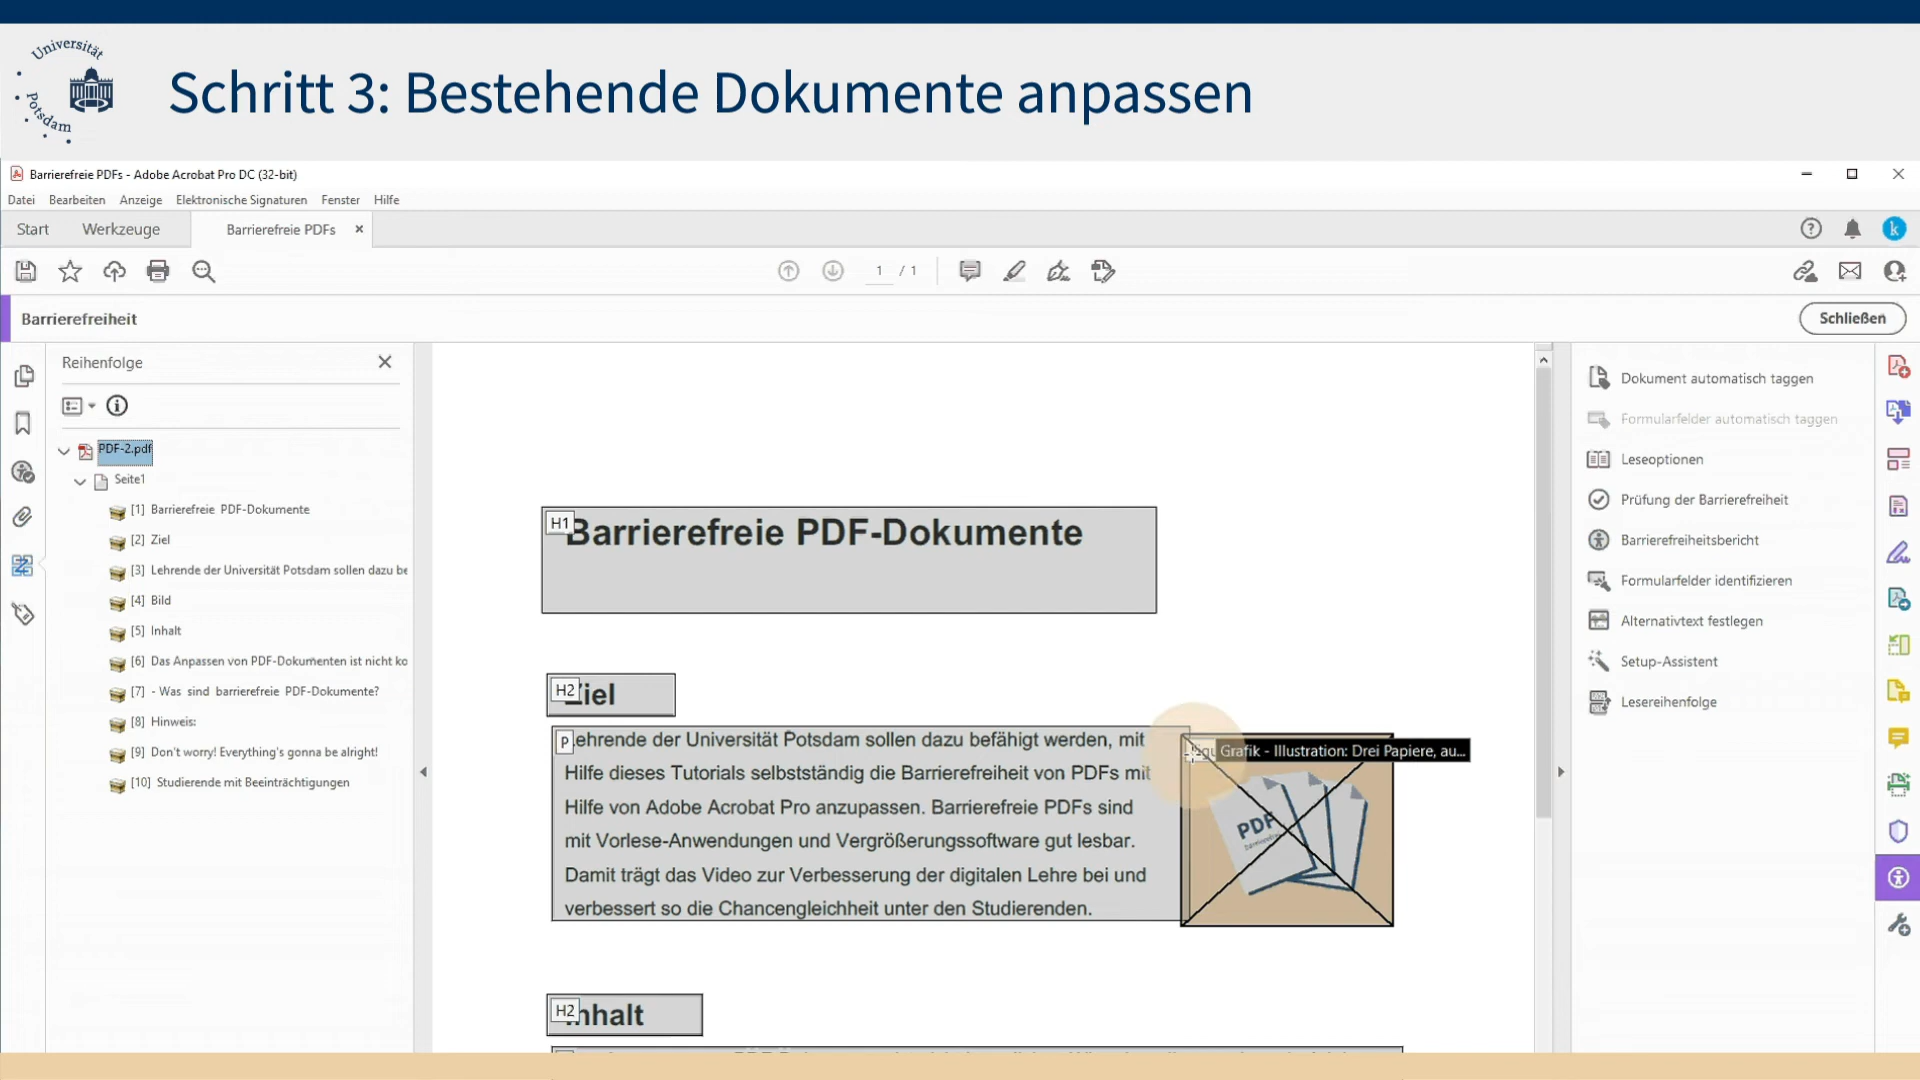 Universität
Potsdam
Schritt 3: Bestehende Dokumente anpassen
Barrierefreie PDFs - Adobe Acrobat Pro DC (32-bit)
Datei Bearbeiten Anzeige Elektronische Signaturen Fenster Hilfe
Start Werkzeuge Barrierefreie PDFs
k
1 / 1
Barrierefreiheit
Schließen
Reihenfolge
PDF-2.pdf
Seite1
[1] Barrierefreie PDF-Dokumente
[2] Ziel
[3] Lehrende der Universität Potsdam sollen dazu be
[4] Bild
[5] Inhalt
[6] Das Anpassen von PDF-Dokumenten ist nicht ko
[7] - Was sind barrierefreie PDF-Dokumente?
[8] Hinweis:
[9] Don't worry! Everything's gonna be alright!
[10] Studierende mit Beeinträchtigungen
H1 Barrierefreie PDF-Dokumente
H2 Ziel
P Lehrende der Universität Potsdam sollen dazu befähigt werden, mit
Hilfe dieses Tutorials selbstständig die Barrierefreiheit von PDFs mit
Hilfe von Adobe Acrobat Pro anzupassen. Barrierefreie PDFs sind
mit Vorlese-Anwendungen und Vergrößerungssoftware gut lesbar.
Damit trägt das Video zur Verbesserung der digitalen Lehre bei und
verbessert so die Chancengleichheit unter den Studierenden.
Grafik - Illustration: Drei Papiere, au...
PDF
H2 Inhalt
Dokument automatisch taggen
Formularfelder automatisch taggen
Leseoptionen
Prüfung der Barrierefreiheit
Barrierefreiheitsbericht
Formularfelder identifizieren
Alternativtext festlegen
Setup-Assistent
Lesereihenfolge